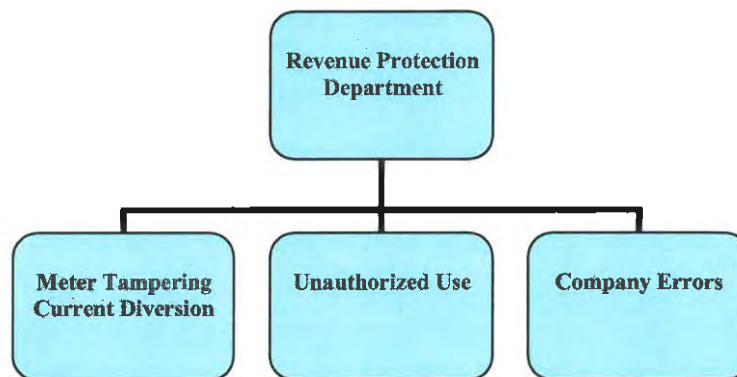 Revenue Protection
Department
Meter Tampering
Current Diversion
Unauthorized Use
Company Errors